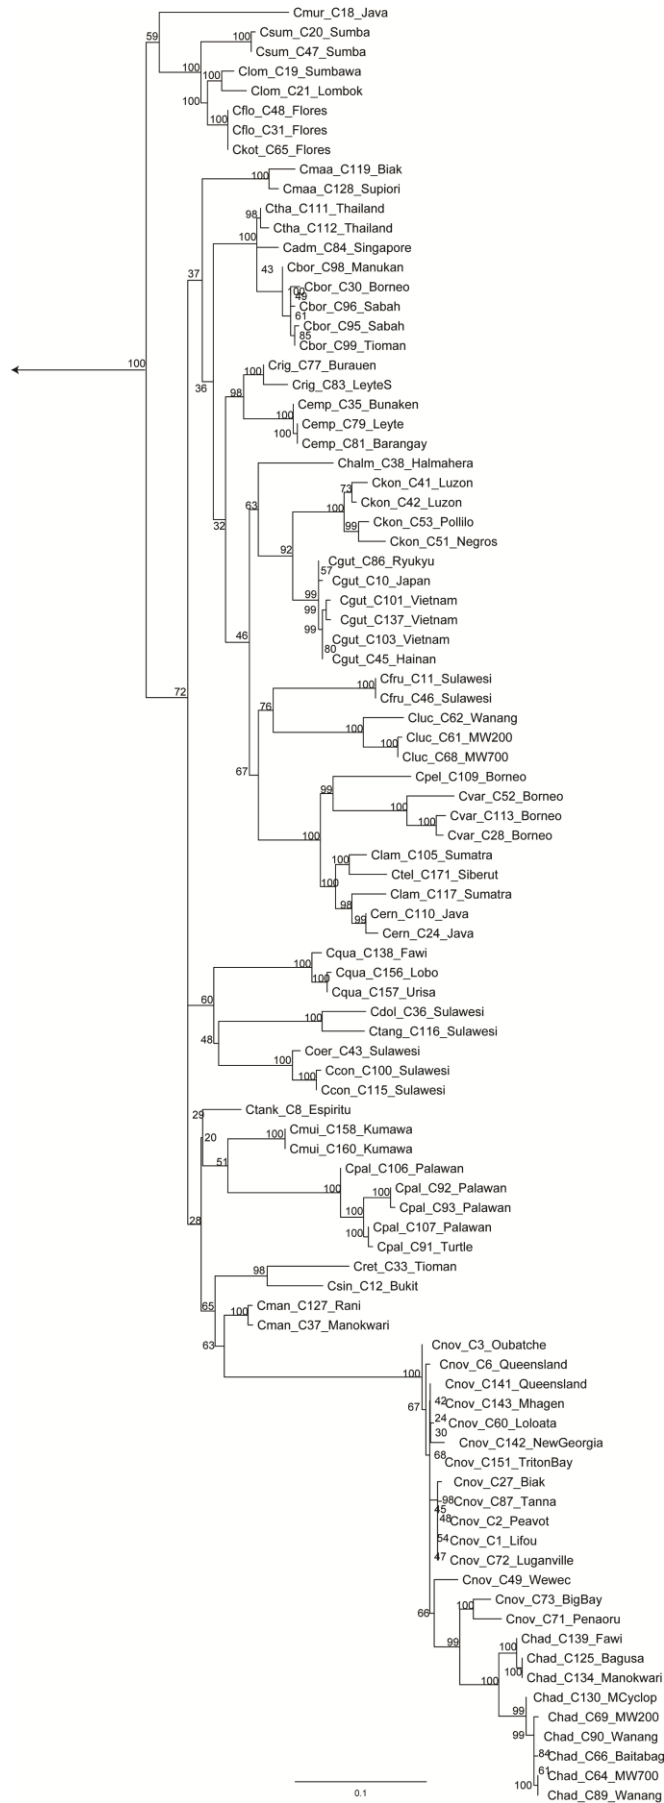 Cmur_C18_Java
59
Csum_C20_Sumba
100
Csum_C47_Sumba
100
Clom_C19_Sumbawa
100
Clom_C21_Lombok
100
Cflo_C48_Flores
100
Cflo_C31_Flores
Ckot_C65_Flores
Cmaa_C119_Biak
100
Cmaa_C128_Supiori
Ctha_C111_Thailand
98
Ctha_C112_Thailand
100
Cadm_C84_Singapore
43
Cbor_C98_Manukan
37
Cbor_C30_Borneo
100
49
Cbor_C96_Sabah
61
Cbor_C95_Sabah
85
Cbor_C99_Tioman
100
Crig_C77_Burauen
100
Crig_C83_LeyteS
36
98
Cemp_C35_Bunaken
100
Cemp_C79_Leyte
100
Cemp_C81_Barangay
Chalm_C38_Halmahera
Ckon_C41_Luzon
73
Ckon_C42_Luzon
63
100
Ckon_C53_Pollilo
32
99
Ckon_C51_Negros
92
Cgut_C86_Ryukyu
57
Cgut_C10_Japan
99
Cgut_C101_Vietnam
99
Cgut_C137_Vietnam
99
Cgut_C103_Vietnam
46
80
Cgut_C45_Hainan
Cfru_C11_Sulawesi
100
Cfru_C46_Sulawesi
72
76
Cluc_C62_Wanang
100
Cluc_C61_MW200
100
Cluc_C68_MW700
67
Cpel_C109_Borneo
99
Cvar_C52_Borneo
100
Cvar_C113_Borneo
100
Cvar_C28_Borneo
100
Clam_C105_Sumatra
100
Ctel_C171_Siberut
100
Clam_C117_Sumatra
98
Cern_C110_Java
99
Cern_C24_Java
Cqua_C138_Fawi
100
Cqua_C156_Lobo
100
Cqua_C157_Urisa
60
Cdol_C36_Sulawesi
100
Ctang_C116_Sulawesi
48
Coer_C43_Sulawesi
100
Ccon_C100_Sulawesi
100
Ccon_C115_Sulawesi
Ctank_C8_Espiritu
29
Cmui_C158_Kumawa
20
100
Cmui_C160_Kumawa
51
Cpal_C106_Palawan
100
Cpal_C92_Palawan
100
Cpal_C93_Palawan
100
Cpal_C107_Palawan
28
100
Cpal_C91_Turtle
Cret_C33_Tioman
98
Csin_C12_Bukit
65
Cman_C127_Rani
100
Cman_C37_Manokwari
63
Cnov_C3_Oubatche
100
Cnov_C6_Queensland
Cnov_C141_Queensland
67
42
Cnov_C143_Mhagen
24
Cnov_C60_Loloata
30
Cnov_C142_NewGeorgia
68
Cnov_C151_TritonBay
Cnov_C27_Biak
98
Cnov_C87_Tanna
45
48
Cnov_C2_Peavot
54
Cnov_C1_Lifou
47
Cnov_C72_Luganville
Cnov_C49_Wewec
Cnov_C73_BigBay
100
66
Cnov_C71_Penaoru
Chad_C139_Fawi
99
100
Chad_C125_Bagusa
100
Chad_C134_Manokwari
100
Chad_C130_MCyclop
99
Chad_C69_MW200
99
Chad_C90_Wanang
84
Chad_C66_Baitabag
61
Chad_C64_MW700
100
Chad_C89_Wanang
0.1